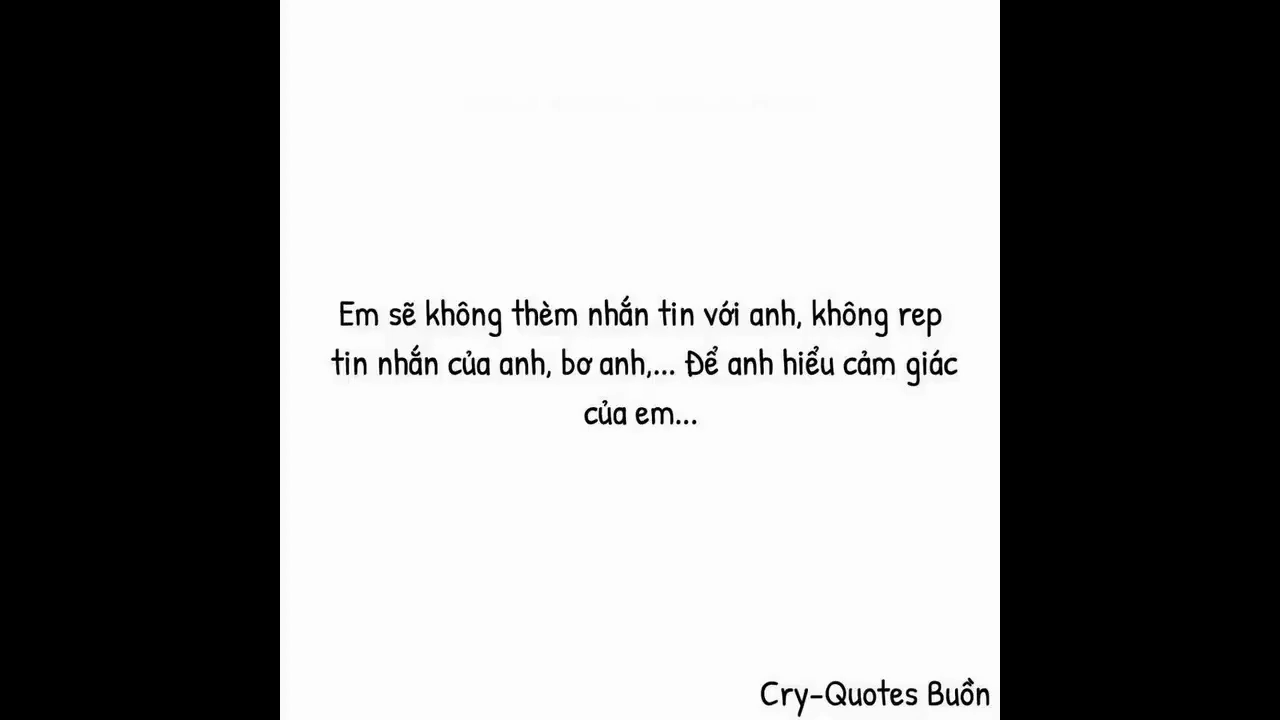 Em sẽ không thèm nhắn tin với anh, không rep
tin nhắn của anh, bơ anh,... Để anh hiểu cảm giác
của em...
Cry-Quotes Buồn